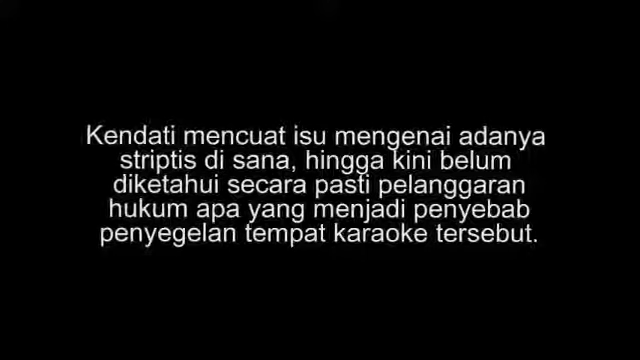 Kendati mencuat isu mengenai adanya
striptis di sana, hingga kini belum
diketahui secara pasti pelanggaran
hukum apa yang menjadi penyebab
penyegelan tempat karaoke tersebut.